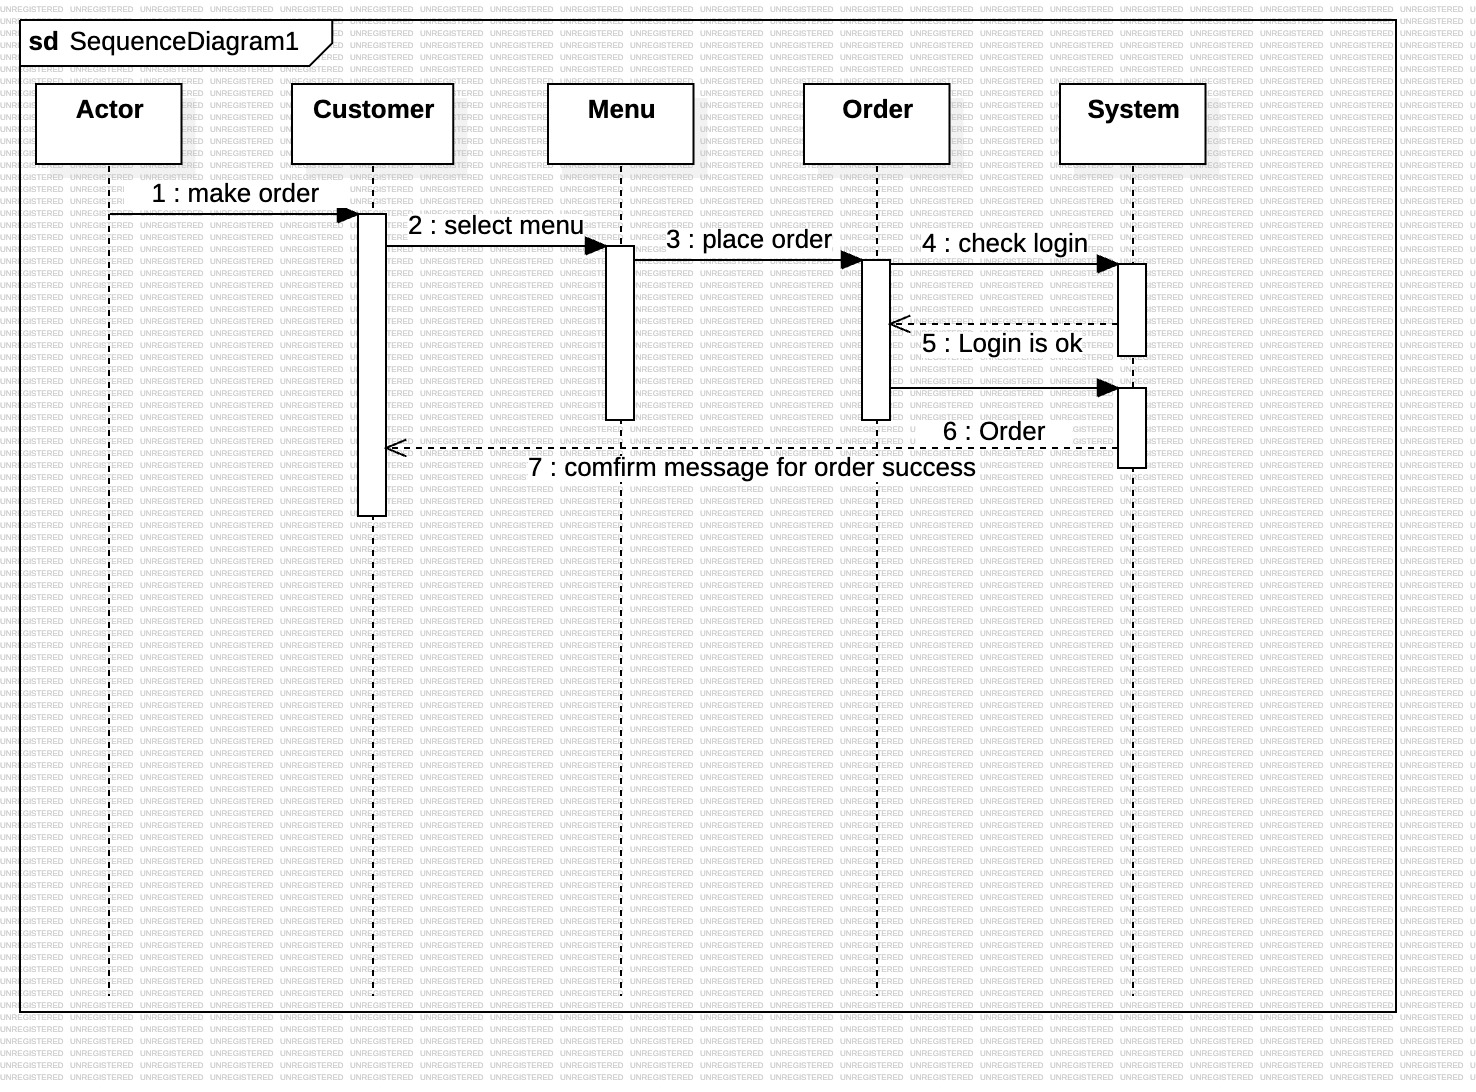 sd SequenceDiagram1
Actor
Customer
Menu
Order
System
1 : make order
2 : select menu
3 : place order
4 : check login
5 : Login is ok
6 : Order
7 : comfirm message for order success
UNREGISTERED